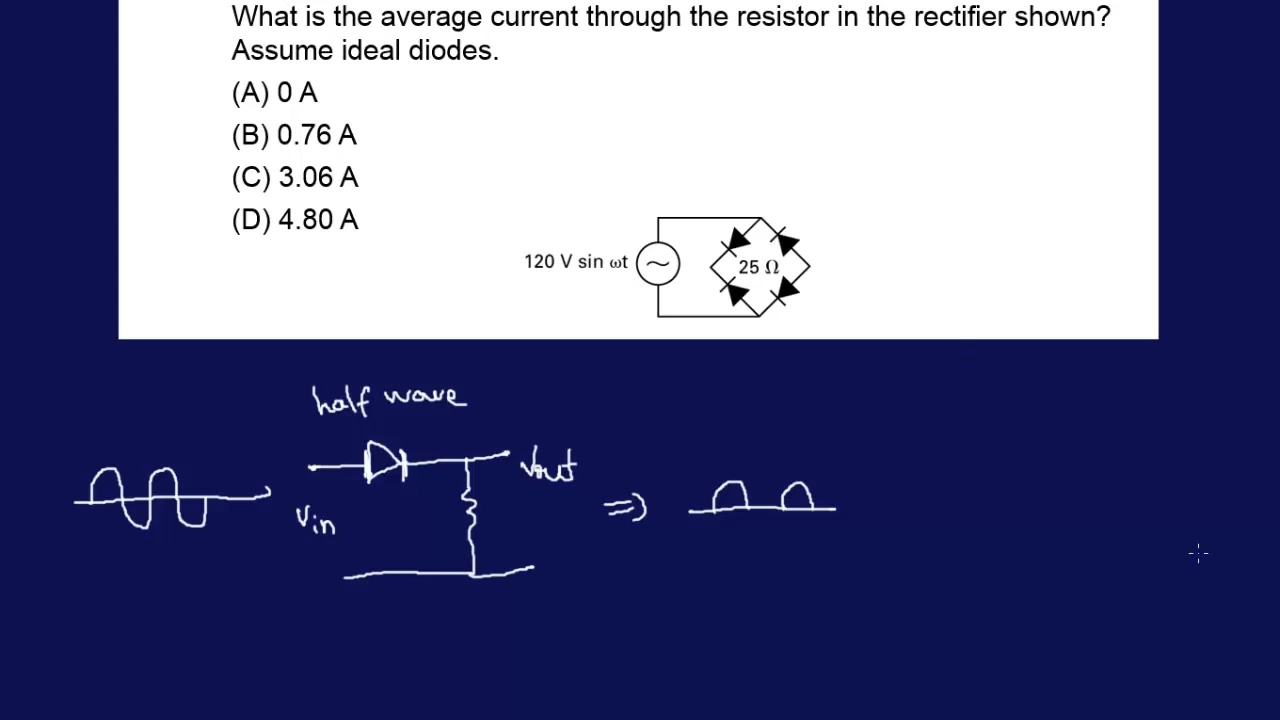 What is the average current through the resistor in the rectifier shown?
Assume ideal diodes.
(A) 0 A
(B) 0.76 A
(C) 3.06 A
(D) 4.80 A
120 V sin ωt
25 Ω
half wave
Vout
Vin